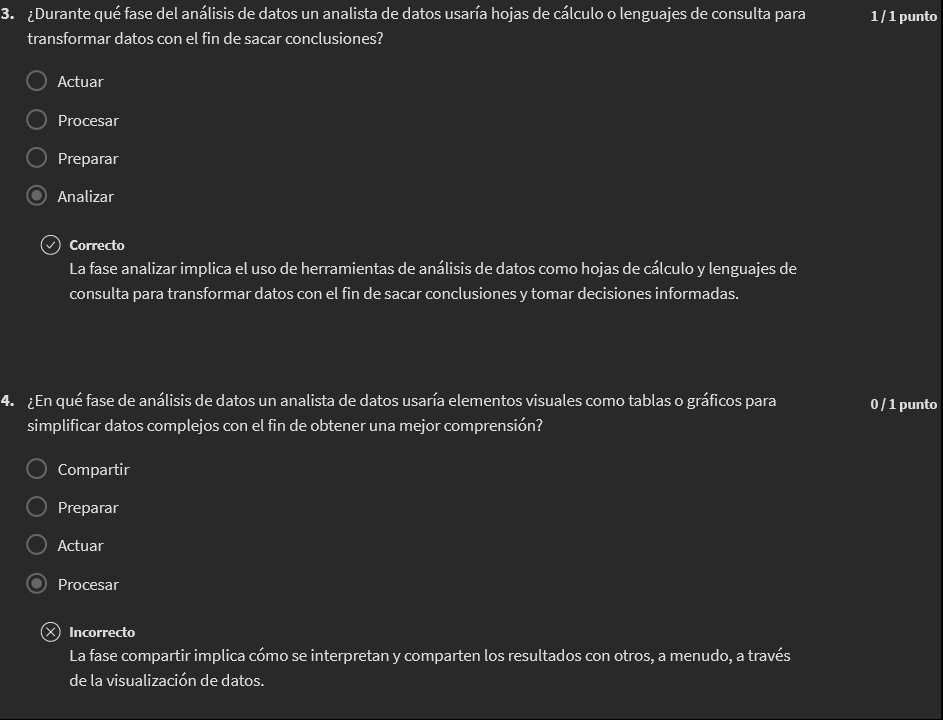 3. ¿Durante qué fase del análisis de datos un analista de datos usaría hojas de cálculo o lenguajes de consulta para
transformar datos con el fin de sacar conclusiones?
1 / 1 punto
Actuar
Procesar
Preparar
Analizar
Correcto
La fase analizar implica el uso de herramientas de análisis de datos como hojas de cálculo y lenguajes de
consulta para transformar datos con el fin de sacar conclusiones y tomar decisiones informadas.
4. ¿En qué fase de análisis de datos un analista de datos usaría elementos visuales como tablas o gráficos para
simplificar datos complejos con el fin de obtener una mejor comprensión?
0 / 1 punto
Compartir
Preparar
Actuar
Procesar
Incorrecto
La fase compartir implica cómo se interpretan y comparten los resultados con otros, a menudo, a través
de la visualización de datos.